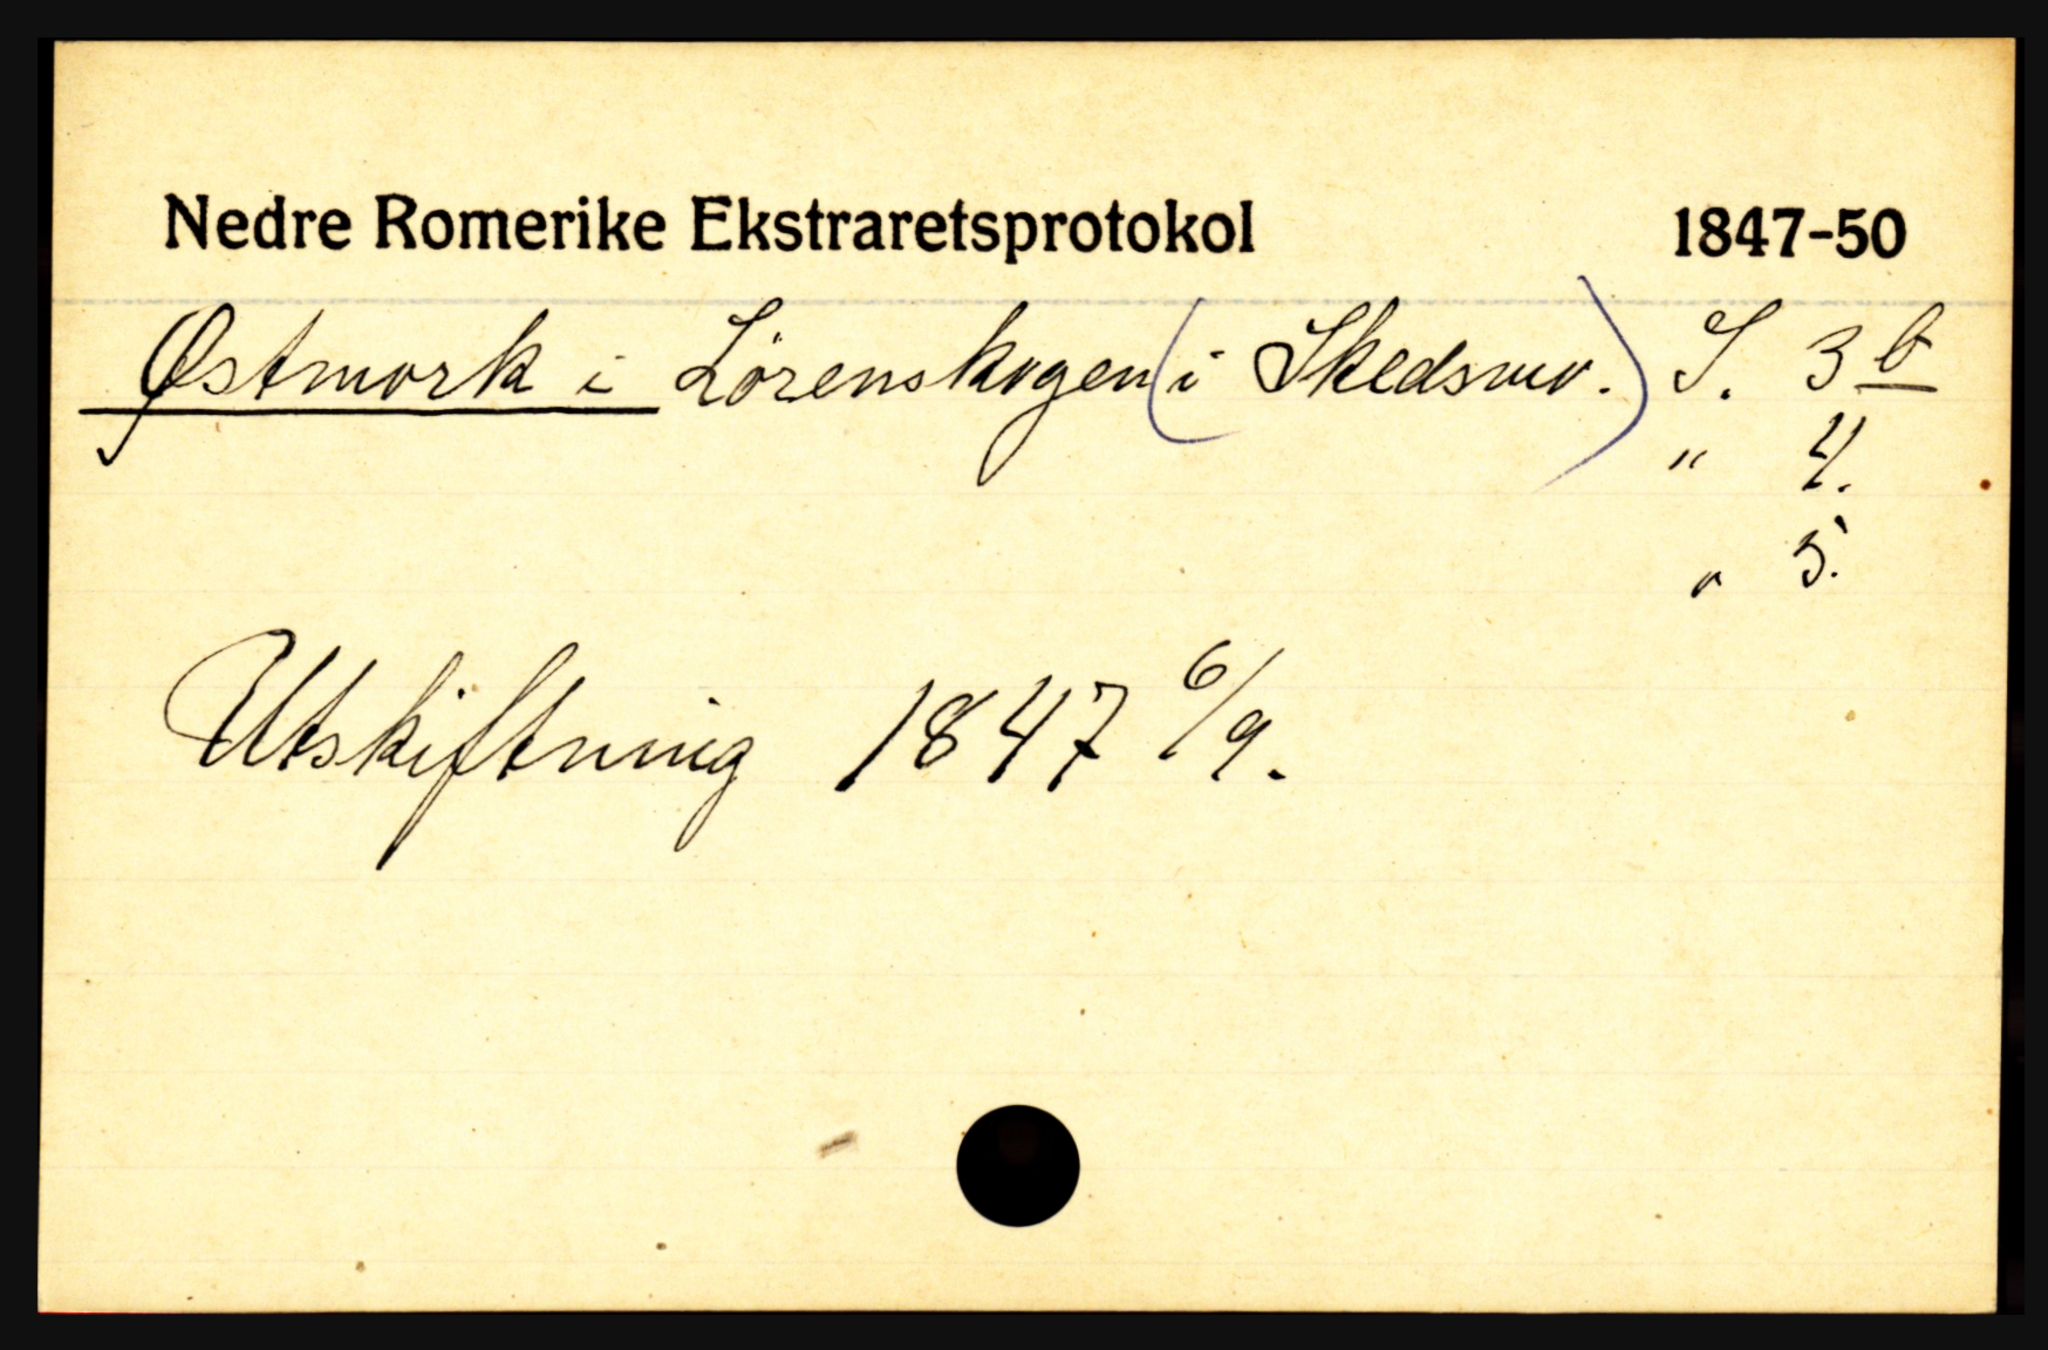 Nedre Romerike Ekstraretsprotokol 1847-50
Østmork i Lörenskogen (i Skedsmo.) S. 3 b
" 4.
" 5.
Utskiftning 1847 6/9.